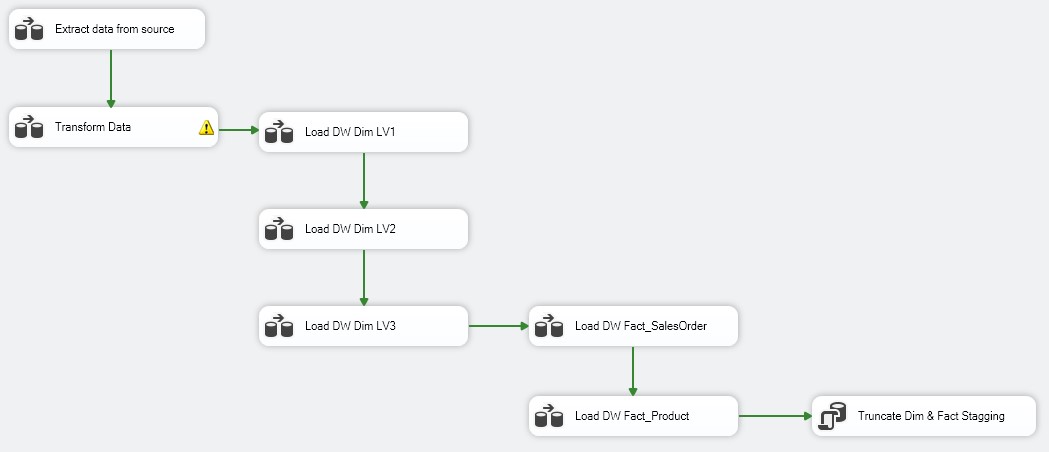 Extract data from source
Transform Data
Load DW Dim LV1
Load DW Dim LV2
Load DW Dim LV3
Load DW Fact_SalesOrder
Load DW Fact_Product
Truncate Dim & Fact Stagging